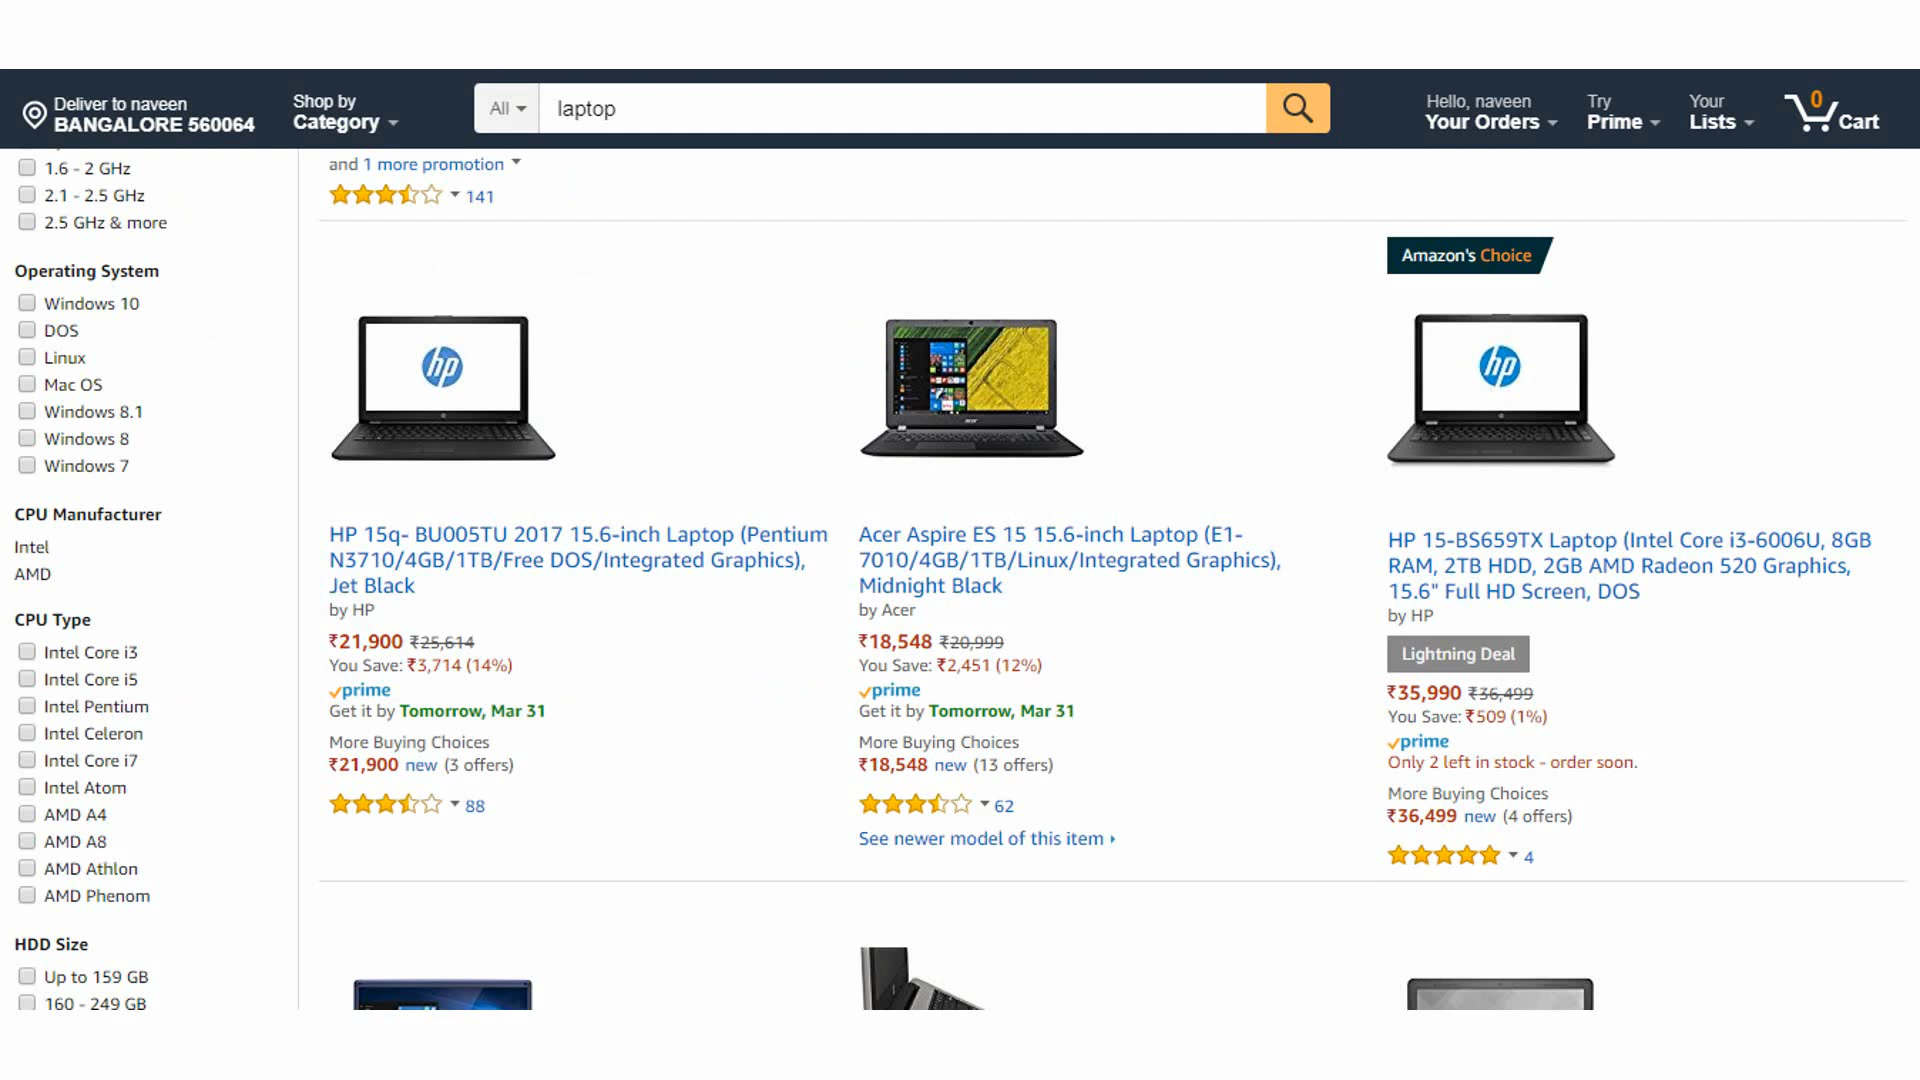 Deliver to naveen
BANGALORE 560064
Shop by
Category
All
laptop
Hello, naveen
Your Orders
Try
Prime
Your
Lists
0
Cart
1.6 - 2 GHz
2.1 - 2.5 GHz
2.5 GHz & more
Operating System
Windows 10
DOS
Linux
Mac OS
Windows 8.1
Windows 8
Windows 7
CPU Manufacturer
Intel
AMD
CPU Type
Intel Core i3
Intel Core i5
Intel Pentium
Intel Celeron
Intel Core i7
Intel Atom
AMD A4
AMD A8
AMD Athlon
AMD Phenom
HDD Size
Up to 159 GB
160 - 249 GB
and 1 more promotion
141
hp
HP 15q- BU005TU 2017 15.6-inch Laptop (Pentium
N3710/4GB/1TB/Free DOS/Integrated Graphics),
Jet Black
by HP
₹21,900 ₹25,614
You Save: ₹3,714 (14%)
prime
Get it by Tomorrow, Mar 31
More Buying Choices
₹21,900 new (3 offers)
88
acer
Acer Aspire ES 15 15.6-inch Laptop (E1-
7010/4GB/1TB/Linux/Integrated Graphics),
Midnight Black
by Acer
₹18,548 ₹20,999
You Save: ₹2,451 (12%)
prime
Get it by Tomorrow, Mar 31
More Buying Choices
₹18,548 new (13 offers)
62
See newer model of this item
Amazon's Choice
hp
HP 15-BS659TX Laptop (Intel Core i3-6006U, 8GB
RAM, 2TB HDD, 2GB AMD Radeon 520 Graphics,
15.6" Full HD Screen, DOS
by HP
Lightning Deal
₹35,990 ₹36,499
You Save: ₹509 (1%)
prime
Only 2 left in stock - order soon.
More Buying Choices
₹36,499 new (4 offers)
4